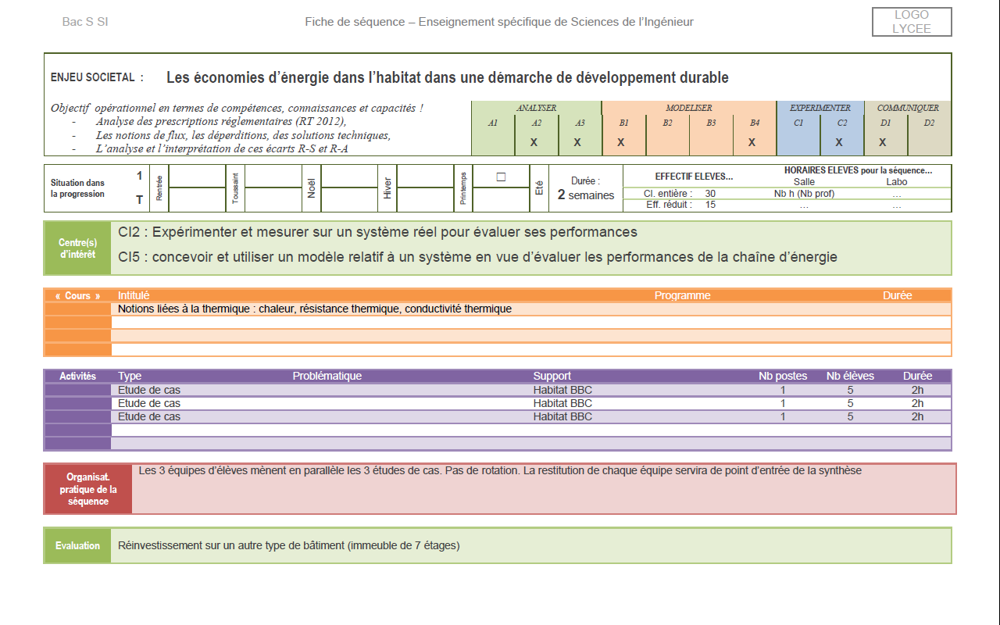 Bac S SI
Fiche de séquence – Enseignement spécifique de Sciences de l'Ingénieur
LOGO
LYCEE
ENJEU SOCIETAL : Les économies d'énergie dans l'habitat dans une démarche de développement durable
Objectif opérationnel en termes de compétences, connaissances et capacités !
- Analyse des prescriptions réglementaires (RT 2012),
- Les notions de flux, les déperditions, des solutions techniques,
- L'analyse et l'interprétation de ces écarts R-S et R-A
ANALYSER MODELISER EXPERIMENTER COMMUNIQUER
A1 A2 A3 B1 B2 B3 B4 C1 C2 D1 D2
X X X X X X
Situation dans
la progression
1
T
Rentrée
Toussaint
Noël
Hiver
Printemps
□
Eté
Durée :
2 semaines
EFFECTIF ELEVES...
Cl. entière : 30
Eff. réduit : 15
HORAIRES ELEVES pour la séquence...
Salle Labo
Nb h (Nb prof) ...
... ...
Centre(s)
d'intérêt
CI2 : Expérimenter et mesurer sur un système réel pour évaluer ses performances
CI5 : concevoir et utiliser un modèle relatif à un système en vue d'évaluer les performances de la chaîne d'énergie
« Cours » Intitulé Programme Durée
Notions liées à la thermique : chaleur, résistance thermique, conductivité thermique
Activités Type Problématique Support Nb postes Nb élèves Durée
Etude de cas Habitat BBC 1 5 2h
Etude de cas Habitat BBC 1 5 2h
Etude de cas Habitat BBC 1 5 2h
Organisat.
pratique de la
séquence
Les 3 équipes d'élèves mènent en parallèle les 3 études de cas. Pas de rotation. La restitution de chaque équipe servira de point d'entrée de la synthèse
Evaluation
Réinvestissement sur un autre type de bâtiment (immeuble de 7 étages)